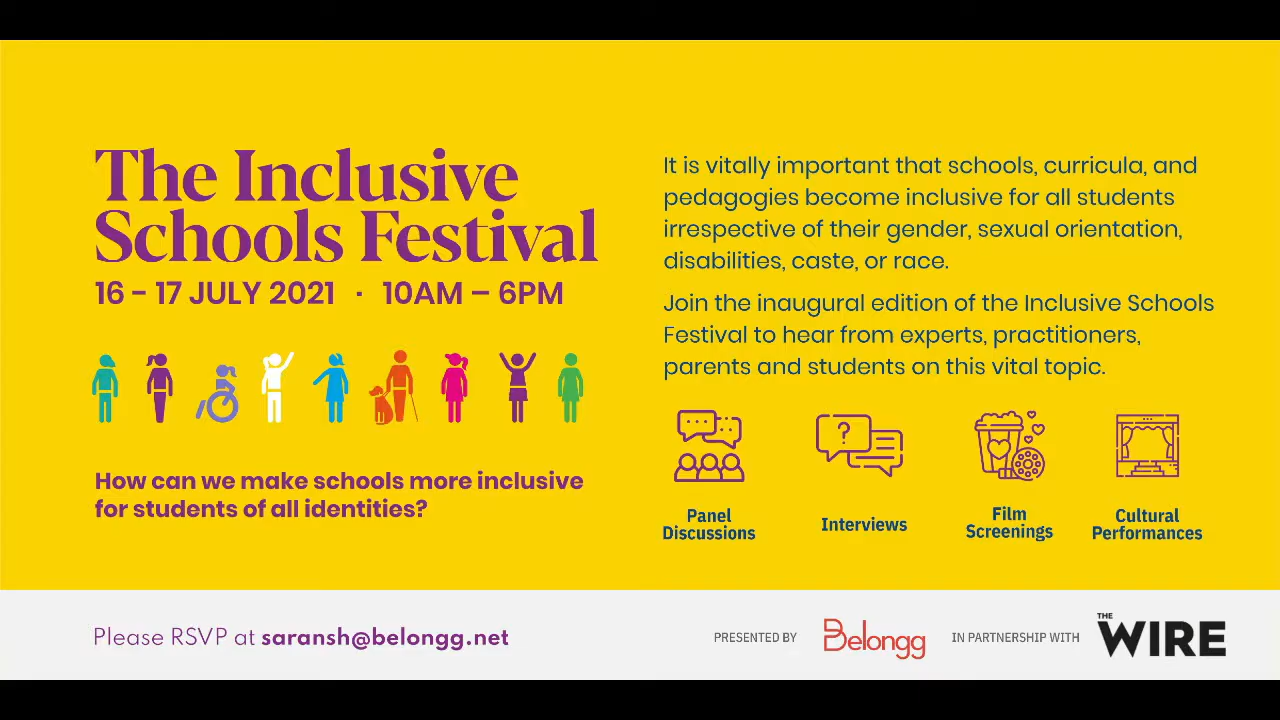 The Inclusive
Schools Festival
16 – 17 JULY 2021 · 10AM – 6PM
How can we make schools more inclusive
for students of all identities?
It is vitally important that schools, curricula, and
pedagogies become inclusive for all students
irrespective of their gender, sexual orientation,
disabilities, caste, or race.
Join the inaugural edition of the Inclusive Schools
Festival to hear from experts, practitioners,
parents and students on this vital topic.
?
Panel
Discussions
Interviews
Film
Screenings
Cultural
Performances
Please RSVP at saransh@belongg.net
PRESENTED BY
Belongg
IN PARTNERSHIP WITH
THE
WIRE